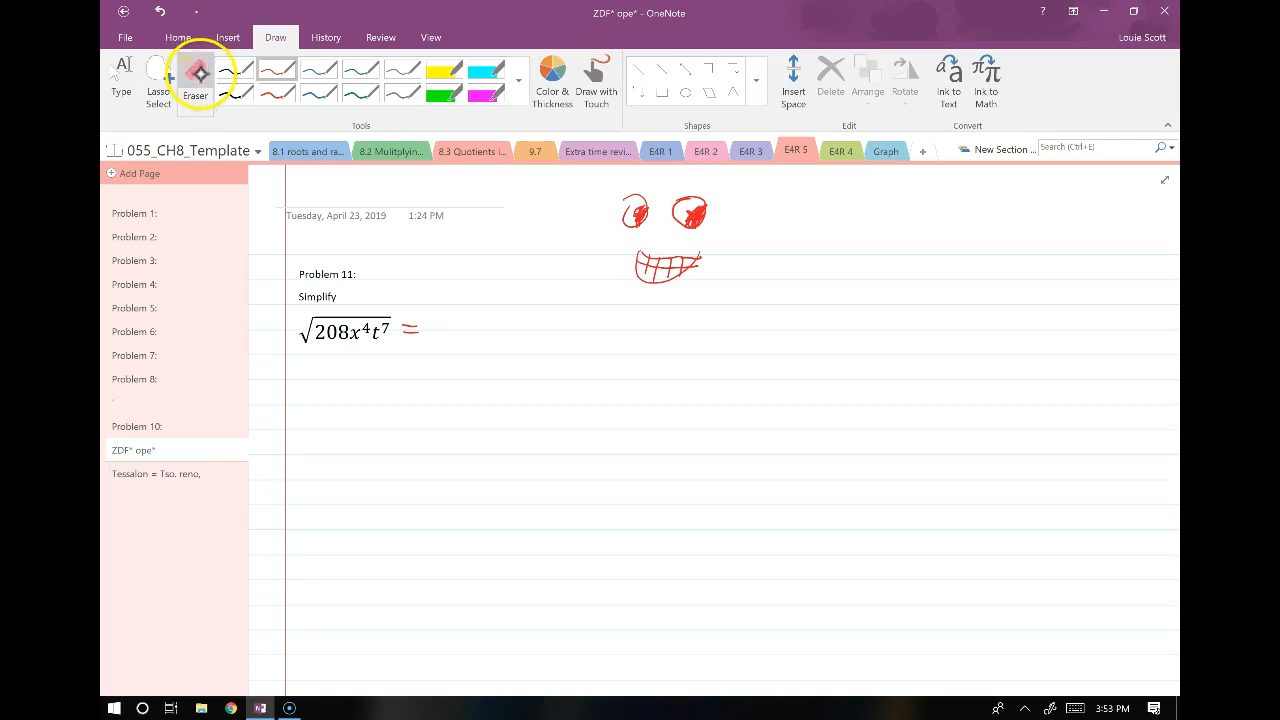 ZDF* ope* - OneNote
?
File Home Insert Draw History Review View
Louie Scott
Type
Lasso Select
Eraser
Color & Thickness
Draw with Touch
Insert Space
Delete
Arrange
Rotate
Ink to Text
Ink to Math
Tools
Shapes
Edit
Convert
055_CH8_Template
8.1 roots and ra...
8.2 Mulitplyin...
8.3 Quotients i...
9.7
Extra time revi...
E4R 1
E4R 2
E4R 3
E4R 5
E4R 4
Graph
+
New Section...
Search (Ctrl+E)
Add Page
Problem 1:
Problem 2:
Problem 3:
Problem 4:
Problem 5:
Problem 6:
Problem 7:
Problem 8:
Problem 10:
ZDF* ope*
Tessalon = Tso. reno,
Tuesday, April 23, 2019 1:24 PM
Problem 11:
Simplify
√208x⁴t⁷ =
3:53 PM